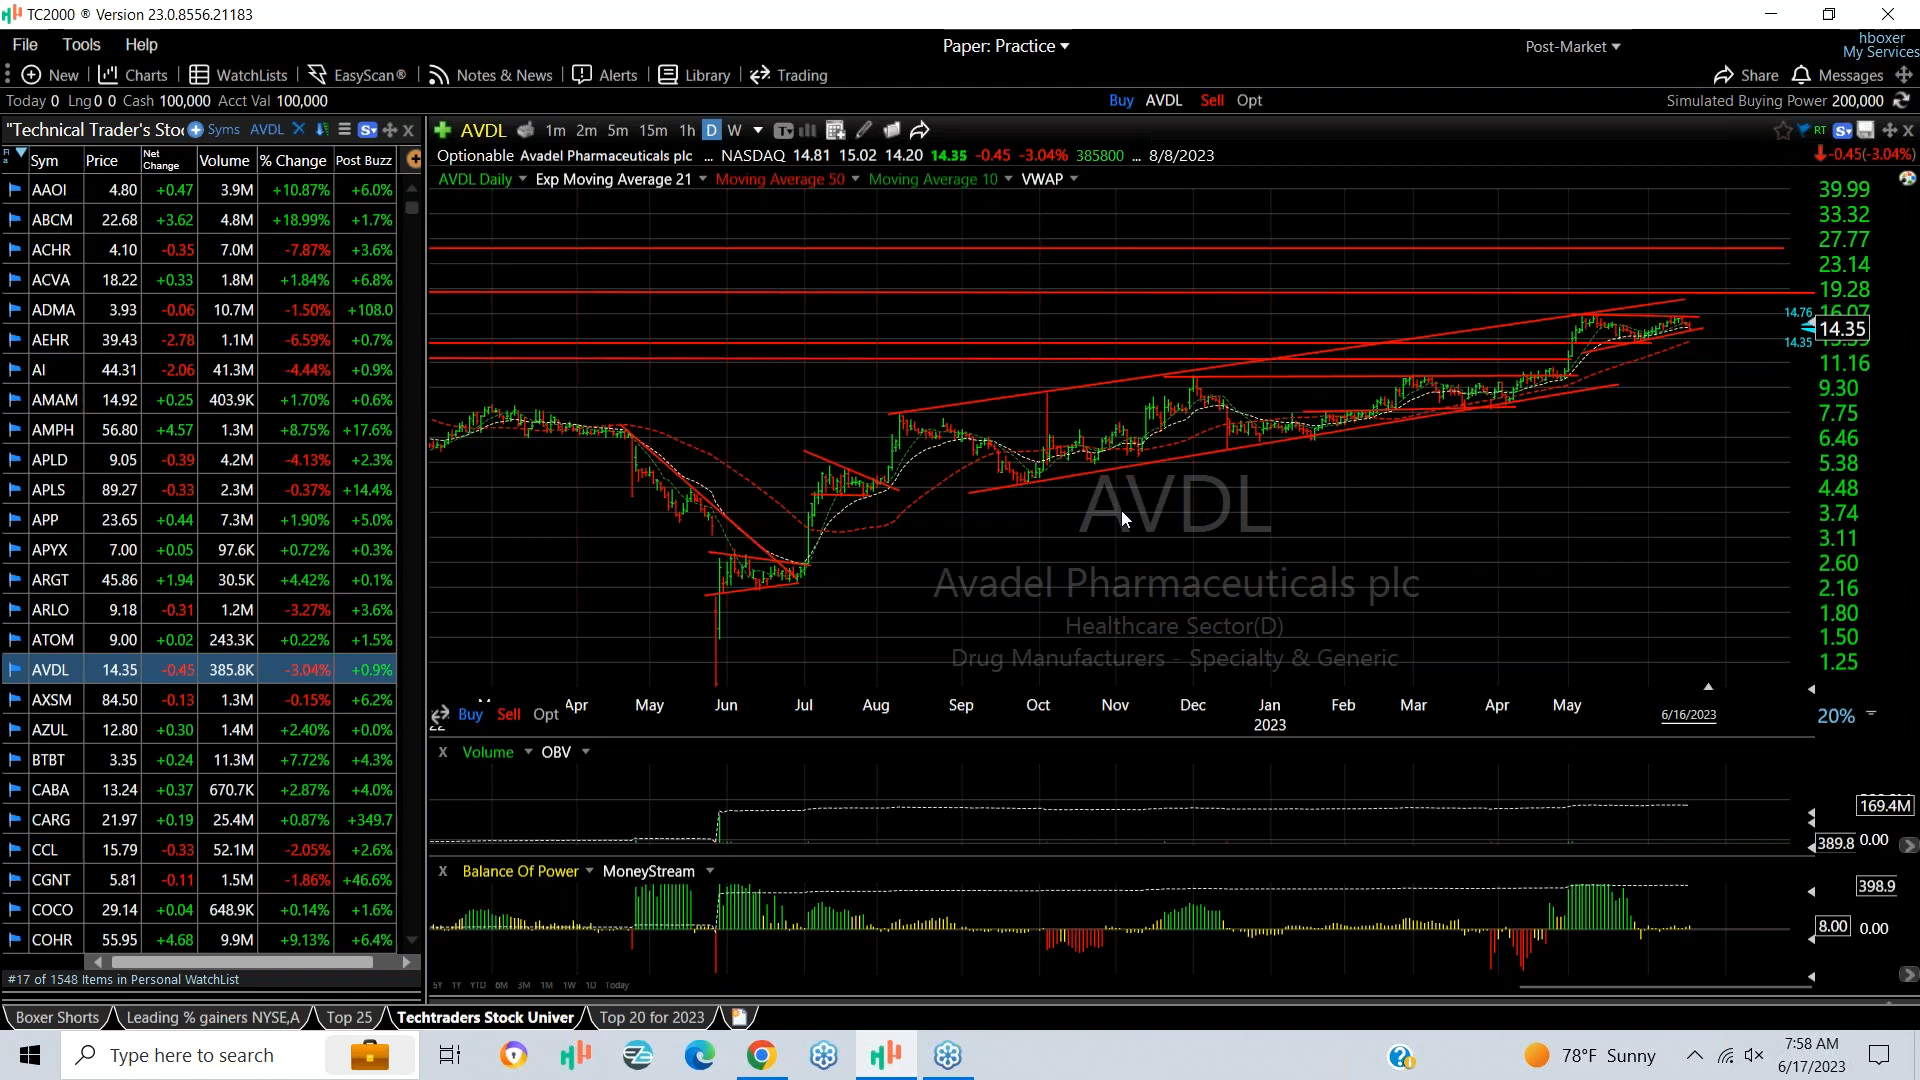 TC2000 ® Version 23.0.8556.21183
File Tools Help
Paper: Practice
Post-Market
hboxer
My Services
New Charts WatchLists EasyScan® Notes & News Alerts Library Trading
Share Messages
Today 0 Lng 0 0 Cash 100,000 Acct Val 100,000
Buy AVDL Sell Opt
Simulated Buying Power 200,000
"Technical Trader's Stoc Syms AVDL
AVDL 1m 2m 5m 15m 1h D W
RT
Optionable Avadel Pharmaceuticals plc ... NASDAQ 14.81 15.02 14.20 14.35 -0.45 -3.04% 385800 ... 8/8/2023
-0.45(-3.04%)
AVDL Daily Exp Moving Average 21 Moving Average 50 Moving Average 10 VWAP
Sym Price Net Change Volume % Change Post Buzz
AAOI 4.80 +0.47 3.9M +10.87% +6.0%
ABCM 22.68 +3.62 4.8M +18.99% +1.7%
ACHR 4.10 -0.35 7.0M -7.87% +3.6%
ACVA 18.22 +0.33 1.8M +1.84% +6.8%
ADMA 3.93 -0.06 10.7M -1.50% +108.0
AEHR 39.43 -2.78 1.1M -6.59% +0.7%
AI 44.31 -2.06 41.3M -4.44% +0.9%
AMAM 14.92 +0.25 403.9K +1.70% +0.6%
AMPH 56.80 +4.57 1.3M +8.75% +17.6%
APLD 9.05 -0.39 4.2M -4.13% +2.3%
APLS 89.27 -0.33 2.3M -0.37% +14.4%
APP 23.65 +0.44 7.3M +1.90% +5.0%
APYX 7.00 +0.05 97.6K +0.72% +0.3%
ARGT 45.86 +1.94 30.5K +4.42% +0.1%
ARLO 9.18 -0.31 1.2M -3.27% +3.6%
ATOM 9.00 +0.02 243.3K +0.22% +1.5%
AVDL 14.35 -0.45 385.8K -3.04% +0.9%
AXSM 84.50 -0.13 1.3M -0.15% +6.2%
AZUL 12.80 +0.30 1.4M +2.40% +0.0%
BTBT 3.35 +0.24 11.3M +7.72% +4.3%
CABA 13.24 +0.37 670.7K +2.87% +4.0%
CARG 21.97 +0.19 25.4M +0.87% +349.7
CCL 15.79 -0.33 52.1M -2.05% +2.6%
CGNT 5.81 -0.11 1.5M -1.86% +46.6%
COCO 29.14 +0.04 648.9K +0.14% +1.6%
COHR 55.95 +4.68 9.9M +9.13% +6.4%
#17 of 1548 Items in Personal WatchList
39.99
33.32
27.77
23.14
19.28
14.76
14.35
14.35
11.16
9.30
7.75
6.46
5.38
4.48
3.74
3.11
2.60
2.16
1.80
1.50
1.25
20%
AVDL
Avadel Pharmaceuticals plc
Healthcare Sector(D)
Drug Manufacturers - Specialty & Generic
Apr May Jun Jul Aug Sep Oct Nov Dec Jan Feb Mar Apr May
22 2023 6/16/2023
Buy Sell Opt
X Volume OBV
169.4M
389.8 0.00
X Balance Of Power MoneyStream
398.9
8.00 0.00
5Y 1Y YTD 6M 3M 1M 1W 1D Today
Boxer Shorts Leading % gainers NYSE,A Top 25 Techtraders Stock Univer Top 20 for 2023
Type here to search
78°F Sunny
7:58 AM
6/17/2023